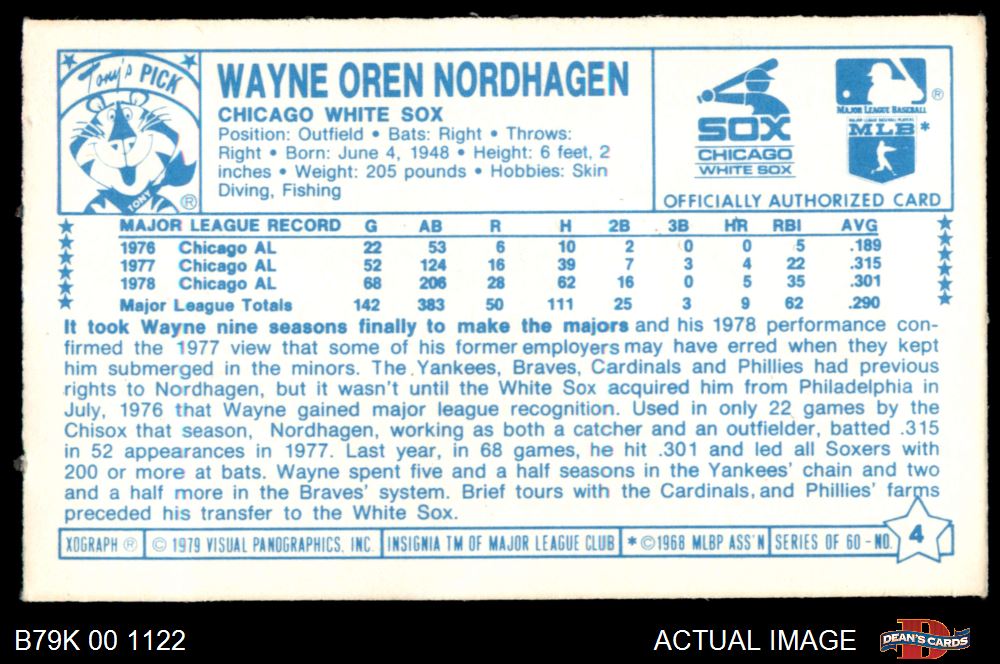 Tony's PICK
TONY ®
WAYNE OREN NORDHAGEN
CHICAGO WHITE SOX
Position: Outfield • Bats: Right • Throws:
Right • Born: June 4, 1948 • Height: 6 feet, 2
inches • Weight: 205 pounds • Hobbies: Skin
Diving, Fishing
SOX
CHICAGO
WHITE SOX
®
MAJOR LEAGUE BASEBALL
MAJOR LEAGUE BASEBALL PLAYERS
MLB *
OFFICIALLY AUTHORIZED CARD
MAJOR LEAGUE RECORD G AB R H 2B 3B HR RBI AVG
1976 Chicago AL 22 53 6 10 2 0 0 5 .189
1977 Chicago AL 52 124 16 39 7 3 4 22 .315
1978 Chicago AL 68 206 28 62 16 0 5 35 .301
Major League Totals 142 383 50 111 25 3 9 62 .290
It took Wayne nine seasons finally to make the majors and his 1978 performance con-
firmed the 1977 view that some of his former employers may have erred when they kept
him submerged in the minors. The Yankees, Braves, Cardinals and Phillies had previous
rights to Nordhagen, but it wasn't until the White Sox acquired him from Philadelphia in
July, 1976 that Wayne gained major league recognition. Used in only 22 games by the
Chisox that season, Nordhagen, working as both a catcher and an outfielder, batted .315
in 52 appearances in 1977. Last year, in 68 games, he hit .301 and led all Soxers with
200 or more at bats. Wayne spent five and a half seasons in the Yankees' chain and two
and a half more in the Braves' system. Brief tours with the Cardinals, and Phillies' farms
preceded his transfer to the White Sox.
XOGRAPH ® © 1979 VISUAL PANOGRAPHICS, INC. INSIGNIA TM OF MAJOR LEAGUE CLUB * ©1968 MLBP ASS'N SERIES OF 60 - NO. 4
B79K 00 1122 ACTUAL IMAGE DEAN'S CARDS